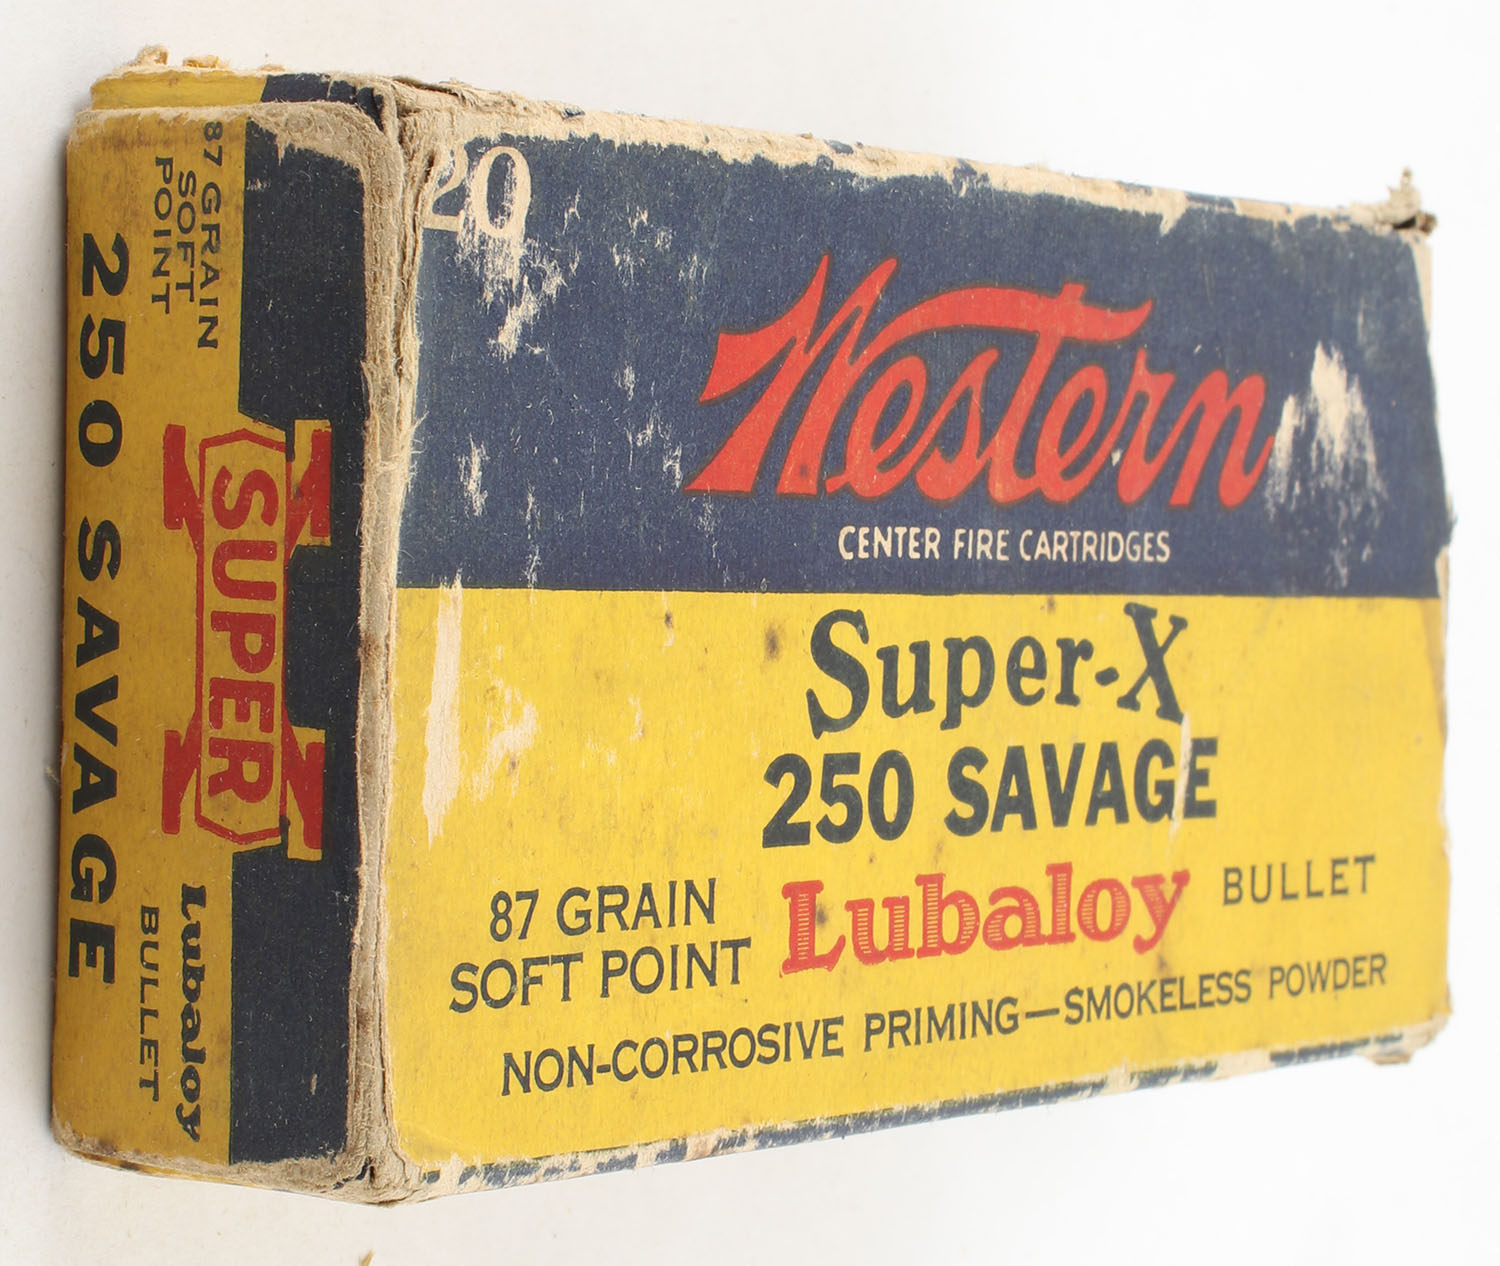 20
Western
CENTER FIRE CARTRIDGES
Super-X
250 SAVAGE
87 GRAIN
SOFT POINT
Lubaloy BULLET
NON-CORROSIVE PRIMING—SMOKELESS POWDER
87 GRAIN
SOFT
POINT
SUPER
X
Lubaloy
BULLET
250 SAVAGE